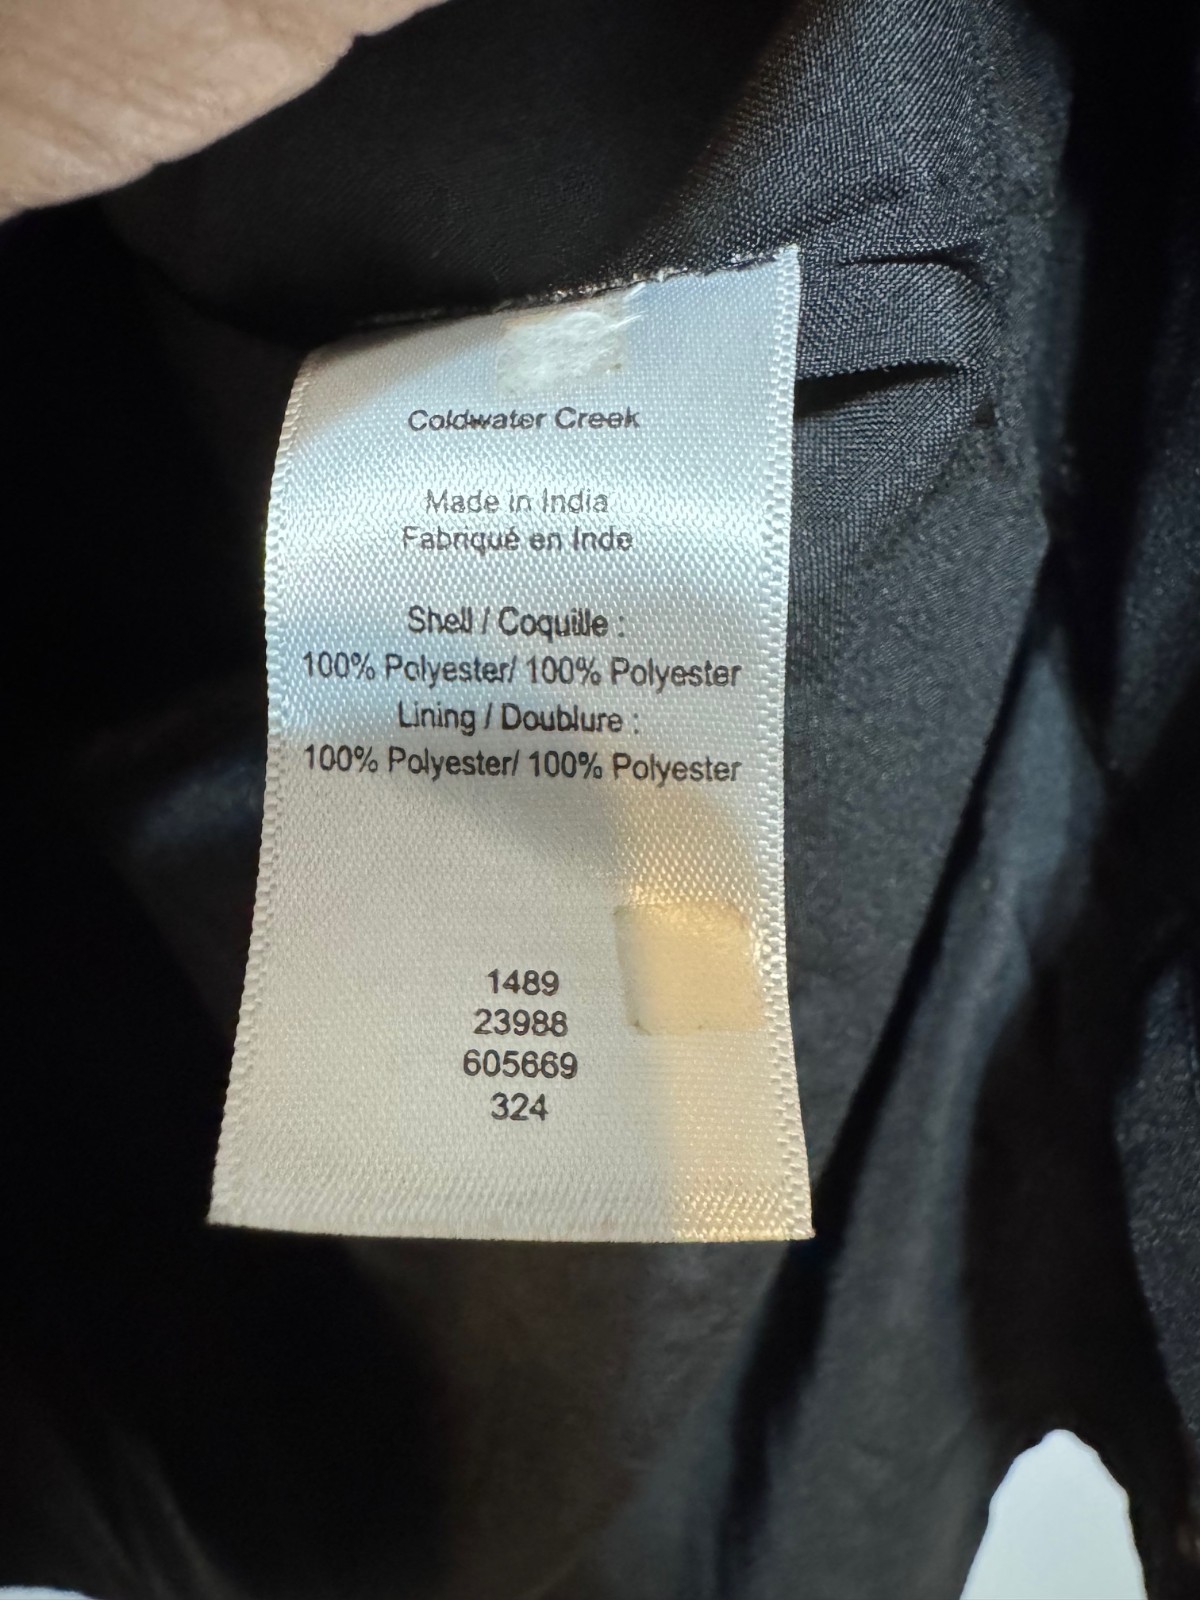 Coldwater Creek
Made in India
Fabriqué en Inde
Shell / Coquille :
100% Polyester/ 100% Polyester
Lining / Doublure :
100% Polyester/ 100% Polyester
1489
23988
605669
324